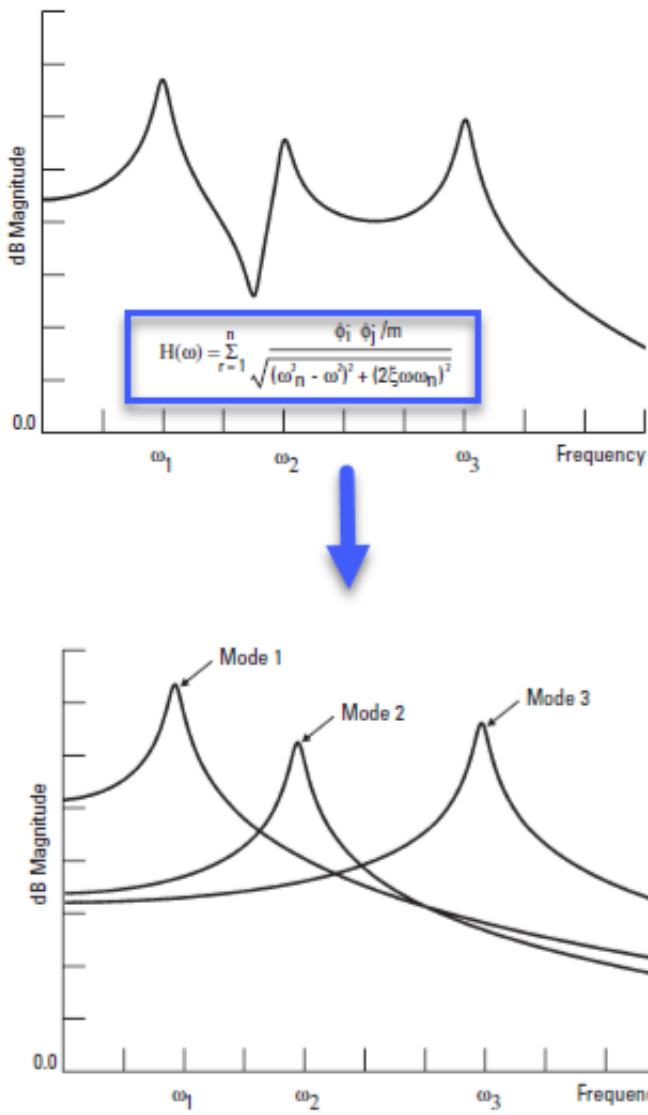 dB Magnitude
H(ω) = Σ ϕi ϕj /m / √((ω²n - ω²)² + (2ξωωn)²)
n
r = 1
0.0
ω1 ω2 ω3 Frequency
Mode 1
Mode 2
Mode 3
dB Magnitude
0.0
ω1 ω2 ω3 Frequenc